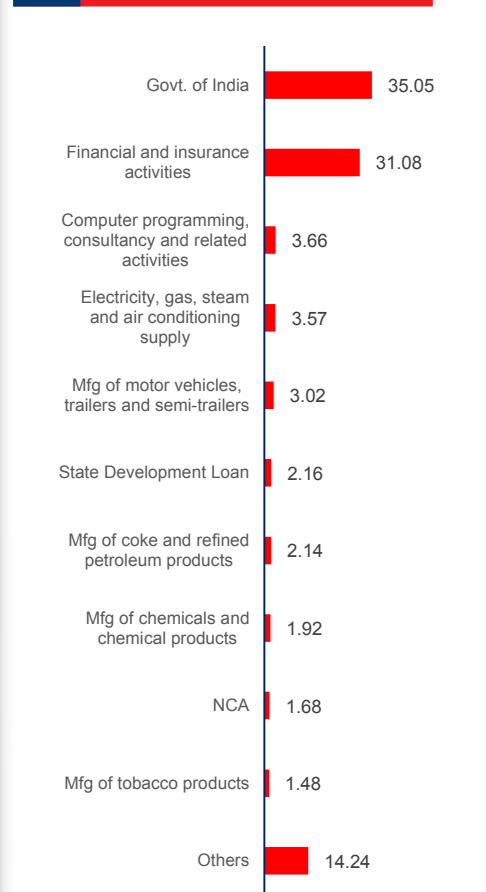 Govt. of India 35.05
Financial and insurance
activities 31.08
Computer programming,
consultancy and related 3.66
activities
Electricity, gas, steam
and air conditioning 3.57
supply
Mfg of motor vehicles,
trailers and semi-trailers 3.02
State Development Loan 2.16
Mfg of coke and refined
petroleum products 2.14
Mfg of chemicals and
chemical products 1.92
NCA 1.68
Mfg of tobacco products 1.48
Others 14.24